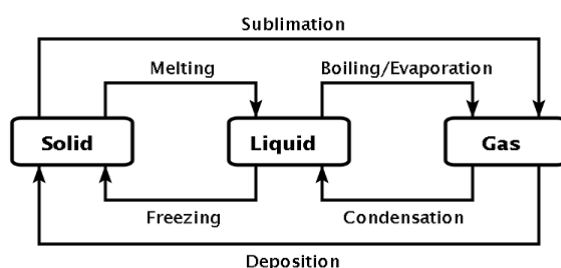 Sublimation
Melting
Boiling/Evaporation
Solid
Liquid
Gas
Freezing
Condensation
Deposition